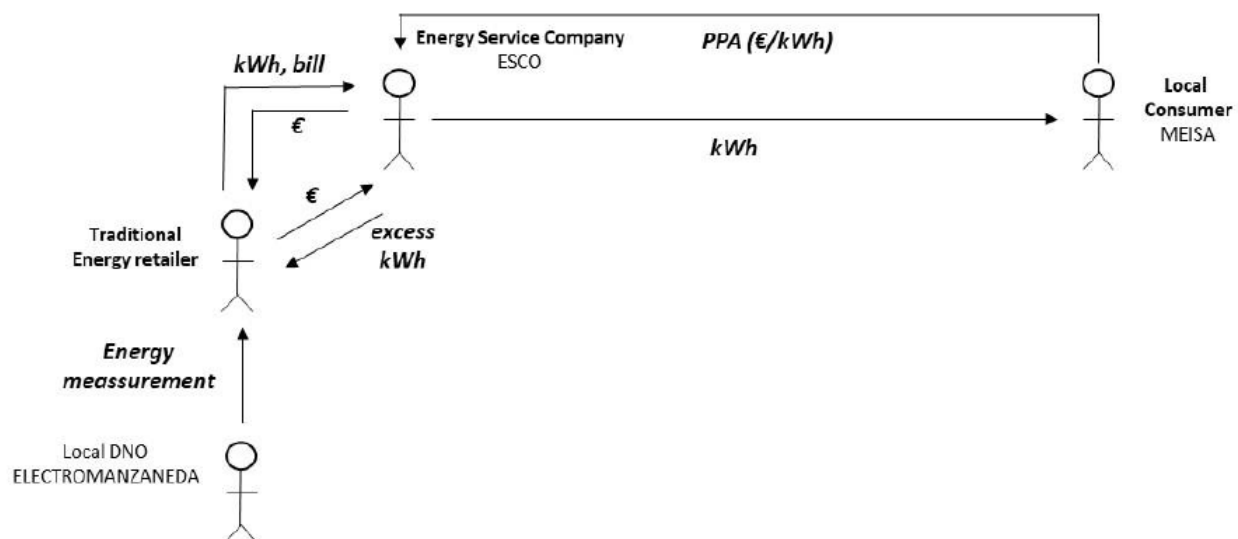 Energy Service Company
ESCO
PPA (€/kWh)
kWh, bill
€
Local
Consumer
MEISA
kWh
€
Traditional
Energy retailer
excess
kWh
Energy
meassurement
Local DNO
ELECTROMANZANEDA